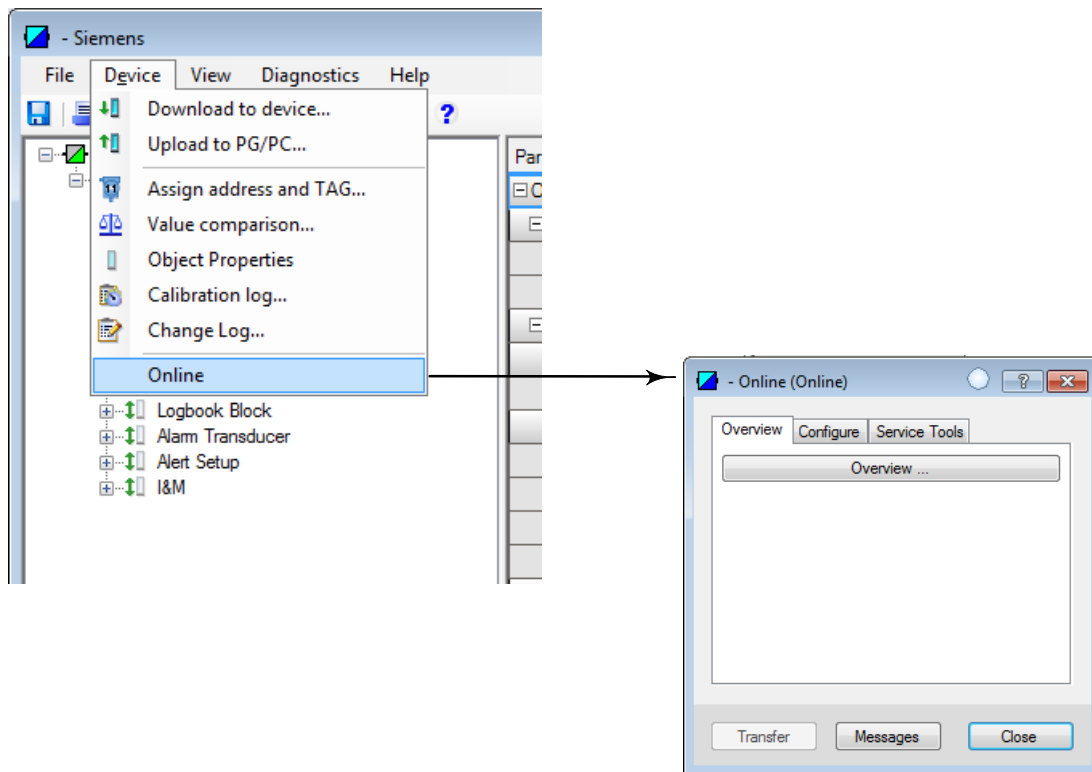 - Siemens
File Device View Diagnostics Help
Download to device...
?
Upload to PG/PC...
Assign address and TAG...
Value comparison...
Object Properties
Calibration log...
Change Log...
Online
Logbook Block
Alarm Transducer
Alert Setup
I&M
- Online (Online)
?
Overview Configure Service Tools
Overview ...
Transfer Messages Close